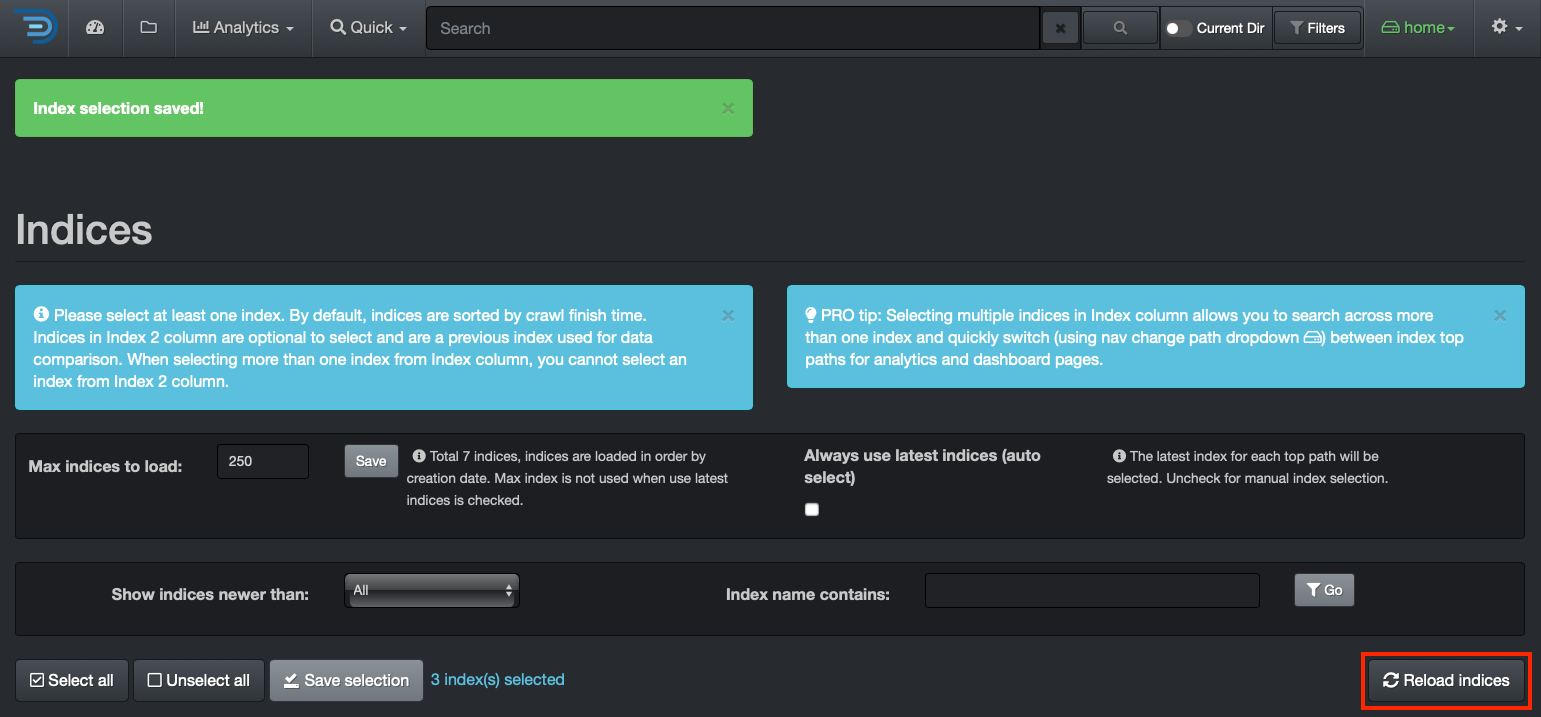 Analytics
Quick
Search
Current Dir
Filters
home
Index selection saved!
Indices
Please select at least one index. By default, indices are sorted by crawl finish time.
Indices in Index 2 column are optional to select and are a previous index used for data
comparison. When selecting more than one index from Index column, you cannot select an
index from Index 2 column.
PRO tip: Selecting multiple indices in Index column allows you to search across more
than one index and quickly switch (using nav change path dropdown ) between index top
paths for analytics and dashboard pages.
Max indices to load:
250
Save
Total 7 indices, indices are loaded in order by
creation date. Max index is not used when use latest
indices is checked.
Always use latest indices (auto
select)
The latest index for each top path will be
selected. Uncheck for manual index selection.
Show indices newer than:
All
Index name contains:
Go
Select all
Unselect all
Save selection
3 index(s) selected
Reload indices